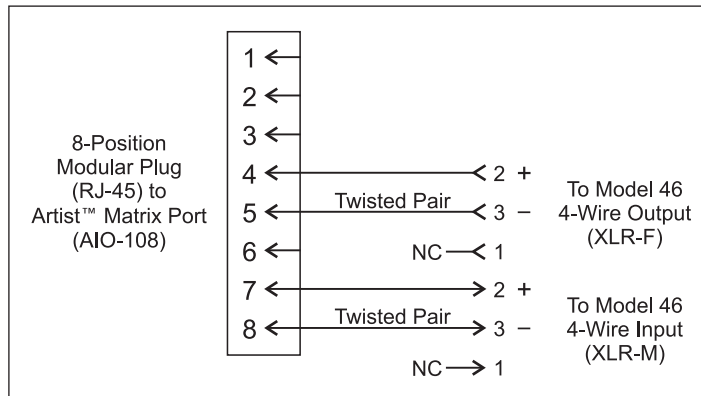 8-Position
Modular Plug
(RJ-45) to
Artist™ Matrix Port
(AIO-108)
1
2
3
4
5
6
7
8
Twisted Pair
2 +
3 –
NC 1
To Model 46
4-Wire Output
(XLR-F)
Twisted Pair
2 +
3 –
NC 1
To Model 46
4-Wire Input
(XLR-M)